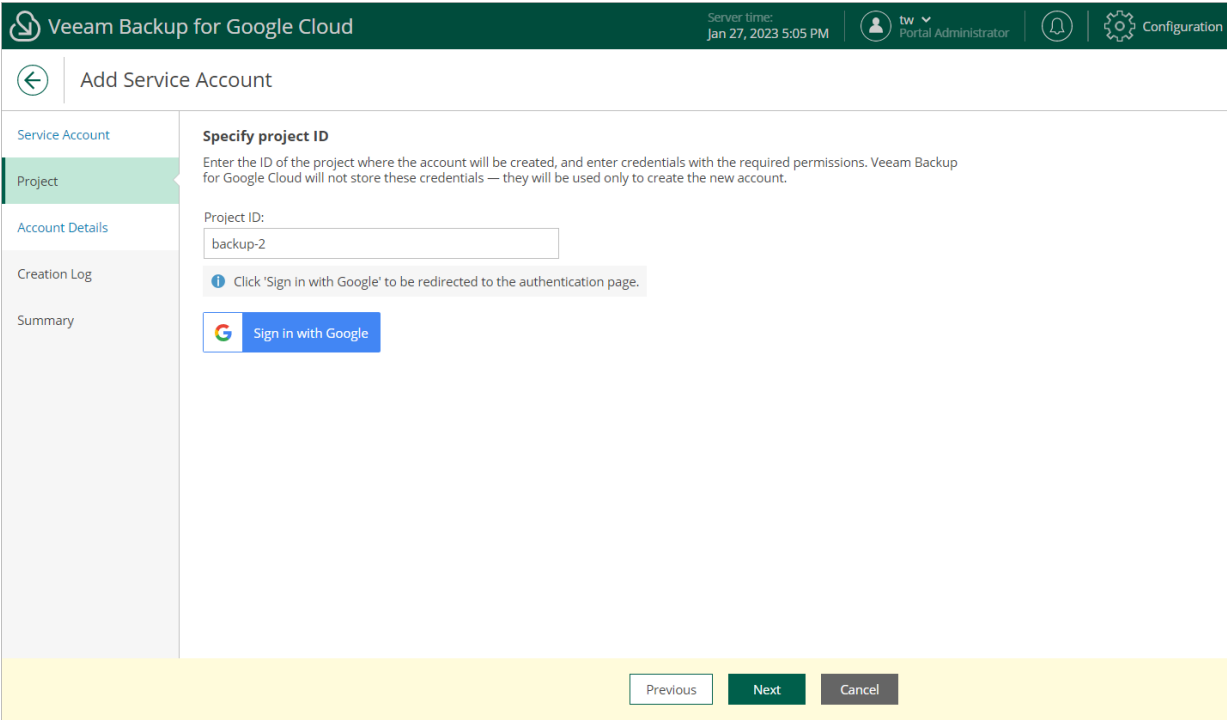 Veeam Backup for Google Cloud
Server time:
Jan 27, 2023 5:05 PM
tw
Portal Administrator
Configuration
Add Service Account
Service Account
Project
Account Details
Creation Log
Summary
Specify project ID
Enter the ID of the project where the account will be created, and enter credentials with the required permissions. Veeam Backup
for Google Cloud will not store these credentials — they will be used only to create the new account.
Project ID:
backup-2
Click 'Sign in with Google' to be redirected to the authentication page.
Sign in with Google
Previous
Next
Cancel